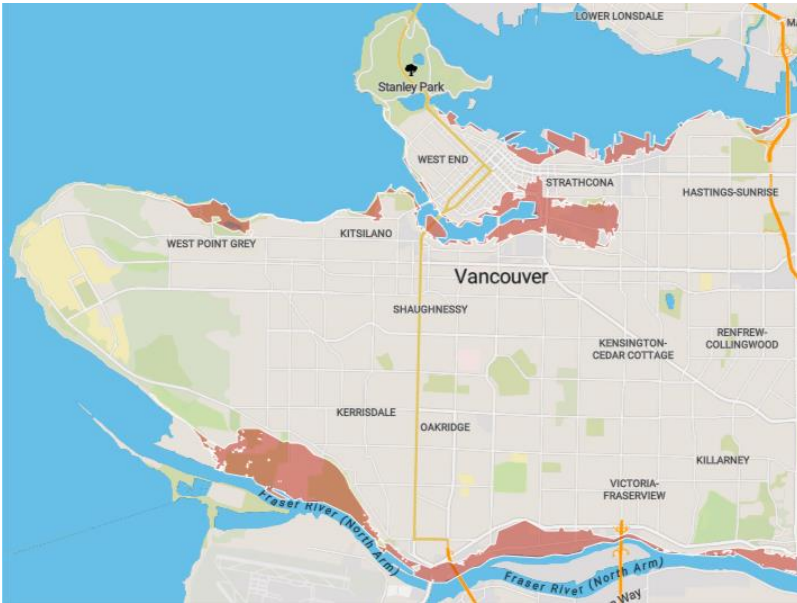 LOWER LONSDALE
Stanley Park
WEST END
STRATHCONA
HASTINGS-SUNRISE
WEST POINT GREY
KITSILANO
Vancouver
SHAUGHNESSY
RENFREW-
COLLINGWOOD
KENSINGTON-
CEDAR COTTAGE
KERRISDALE
OAKRIDGE
KILLARNEY
VICTORIA-
FRASERVIEW
Fraser River (North Arm)
Fraser River (North Arm)
Way